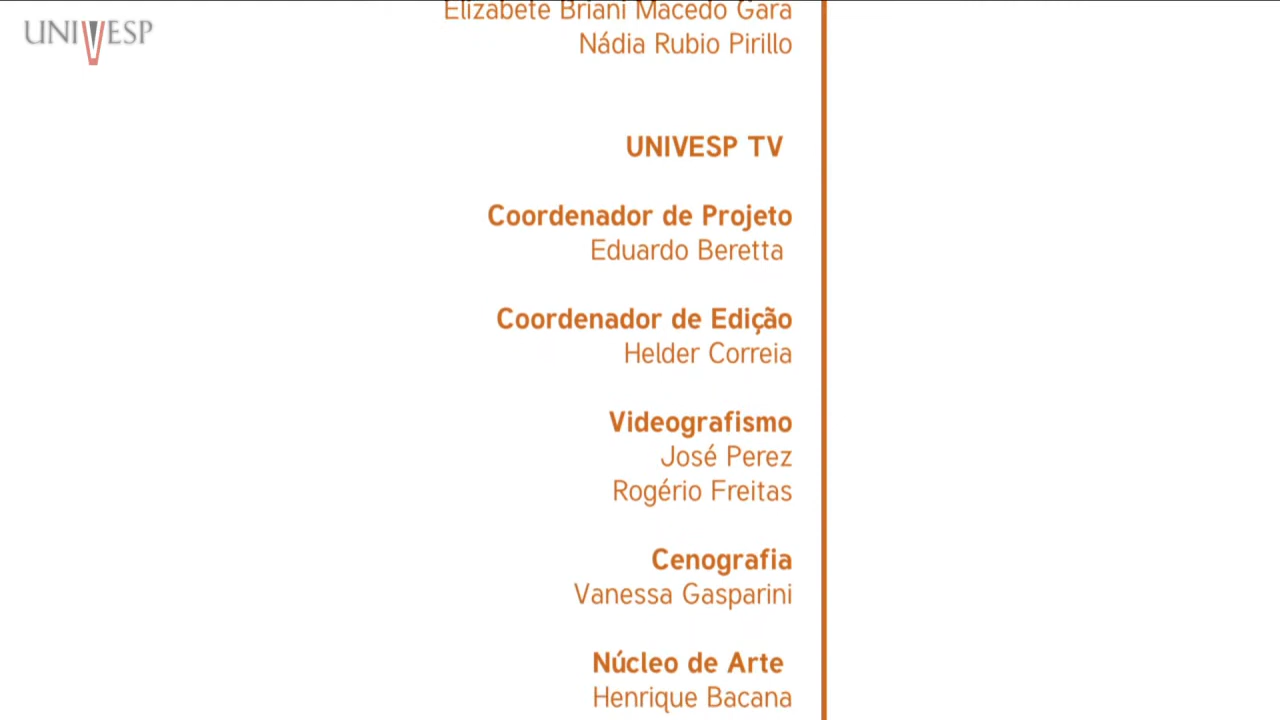 UNIVESP
Elizabete Briani Macedo Gara
Nádia Rubio Pirillo
UNIVESP TV
Coordenador de Projeto
Eduardo Beretta
Coordenador de Edição
Helder Correia
Videografismo
José Perez
Rogério Freitas
Cenografia
Vanessa Gasparini
Núcleo de Arte
Henrique Bacana